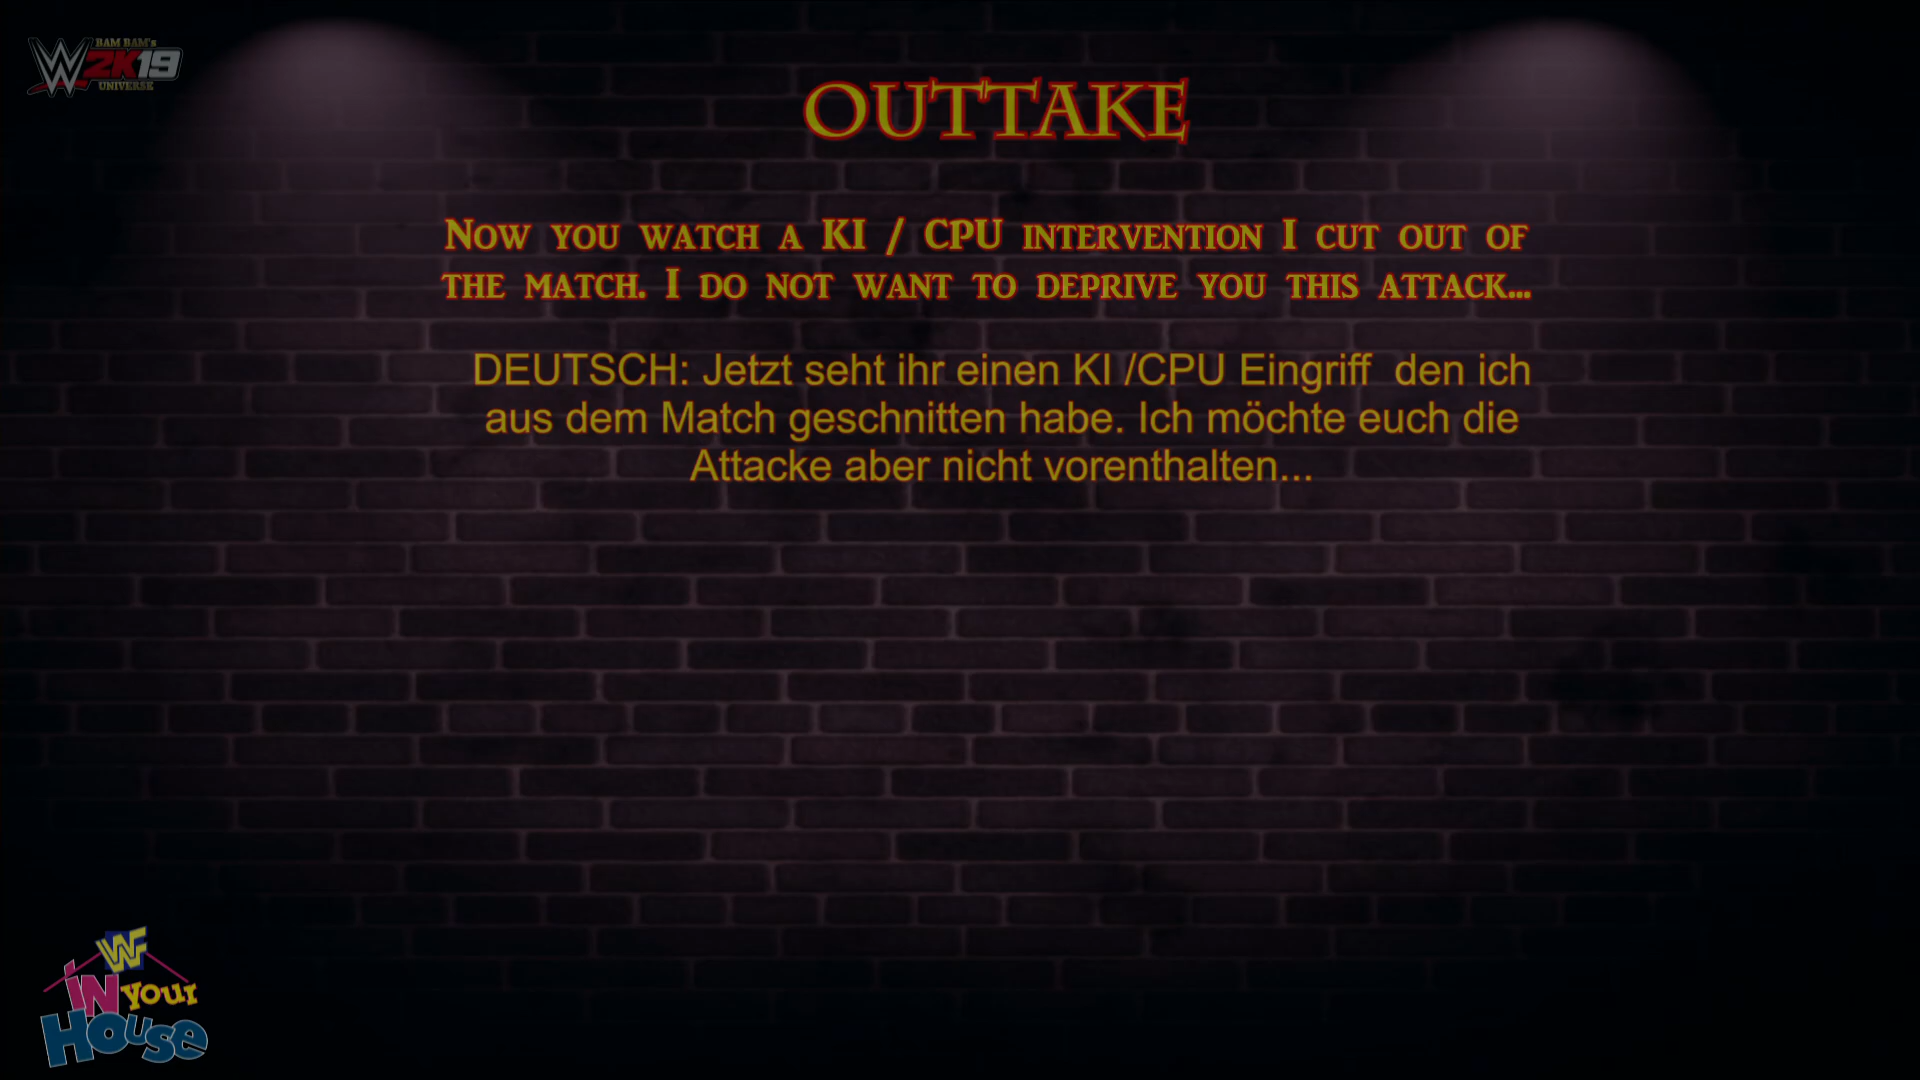 BAM BAM's
W 2K19
UNIVERSE
OUTTAKE
NOW YOU WATCH A KI / CPU INTERVENTION I CUT OUT OF
THE MATCH. I DO NOT WANT TO DEPRIVE YOU THIS ATTACK...
DEUTSCH: Jetzt seht ihr einen KI /CPU Eingriff den ich
aus dem Match geschnitten habe. Ich möchte euch die
Attacke aber nicht vorenthalten...
WF
IN your
House